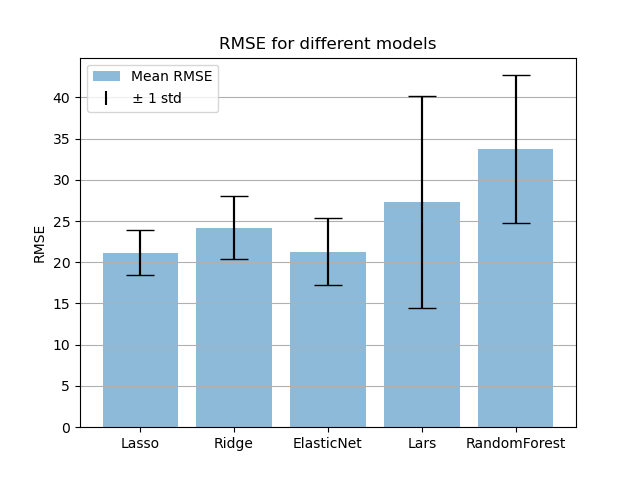 RMSE for different models
Mean RMSE
± 1 std
RMSE
40
35
30
25
20
15
10
5
0
Lasso
Ridge
ElasticNet
Lars
RandomForest